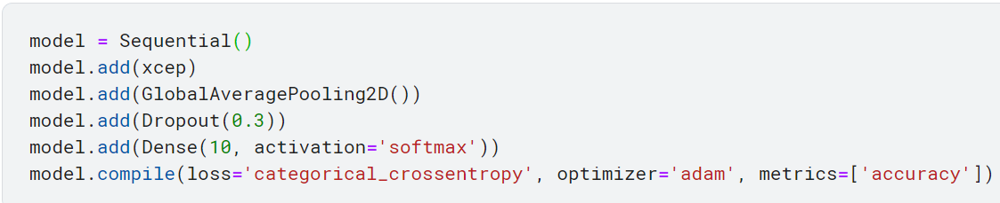 model = Sequential()
model.add(xcep)
model.add(GlobalAveragePooling2D())
model.add(Dropout(0.3))
model.add(Dense(10, activation='softmax'))
model.compile(loss='categorical_crossentropy', optimizer='adam', metrics=['accuracy'])